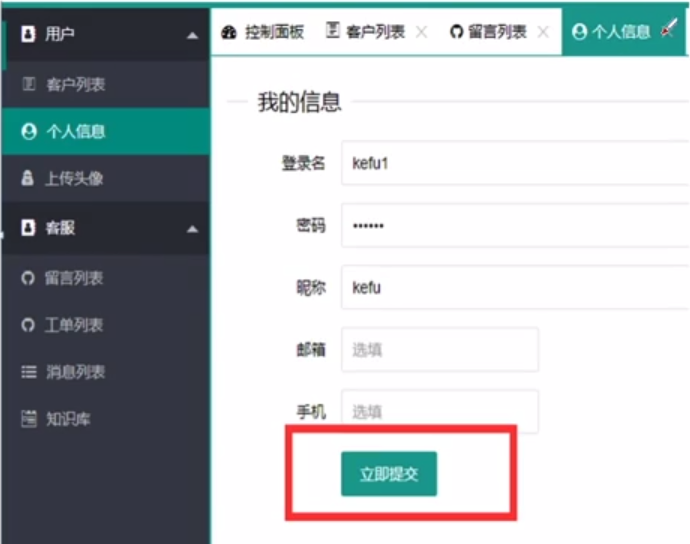 用户
客户列表
个人信息
上传头像
客服
留言列表
工单列表
消息列表
知识库
控制面板 客户列表 留言列表 个人信息
我的信息
登录名 kefu1
密码 ••••••
昵称 kefu
邮箱 选填
手机 选填
立即提交